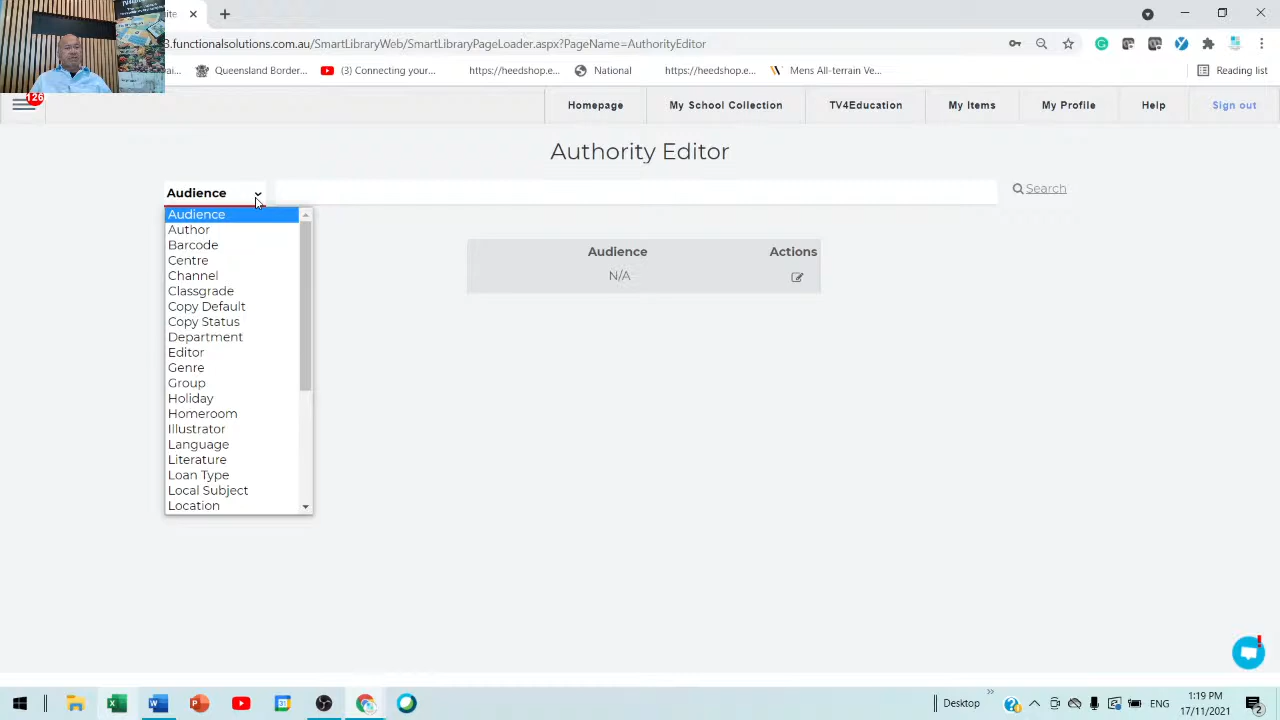 ite
3.functionalsolutions.com.au/SmartLibraryWeb/SmartLibraryPageLoader.aspx?PageName=AuthorityEditor
ai...
Queensland Border...
(3) Connecting your...
https://heedshop.e...
National
https://heedshop.e...
Mens All-terrain Ve...
Reading list
126
Homepage
My School Collection
TV4Education
My Items
My Profile
Help
Sign out
Authority Editor
Audience
Search
Audience
Author
Barcode
Centre
Channel
Classgrade
Copy Default
Copy Status
Department
Editor
Genre
Group
Holiday
Homeroom
Illustrator
Language
Literature
Loan Type
Local Subject
Location
Audience Actions
N/A
Desktop
ENG
1:19 PM
17/11/2021
2